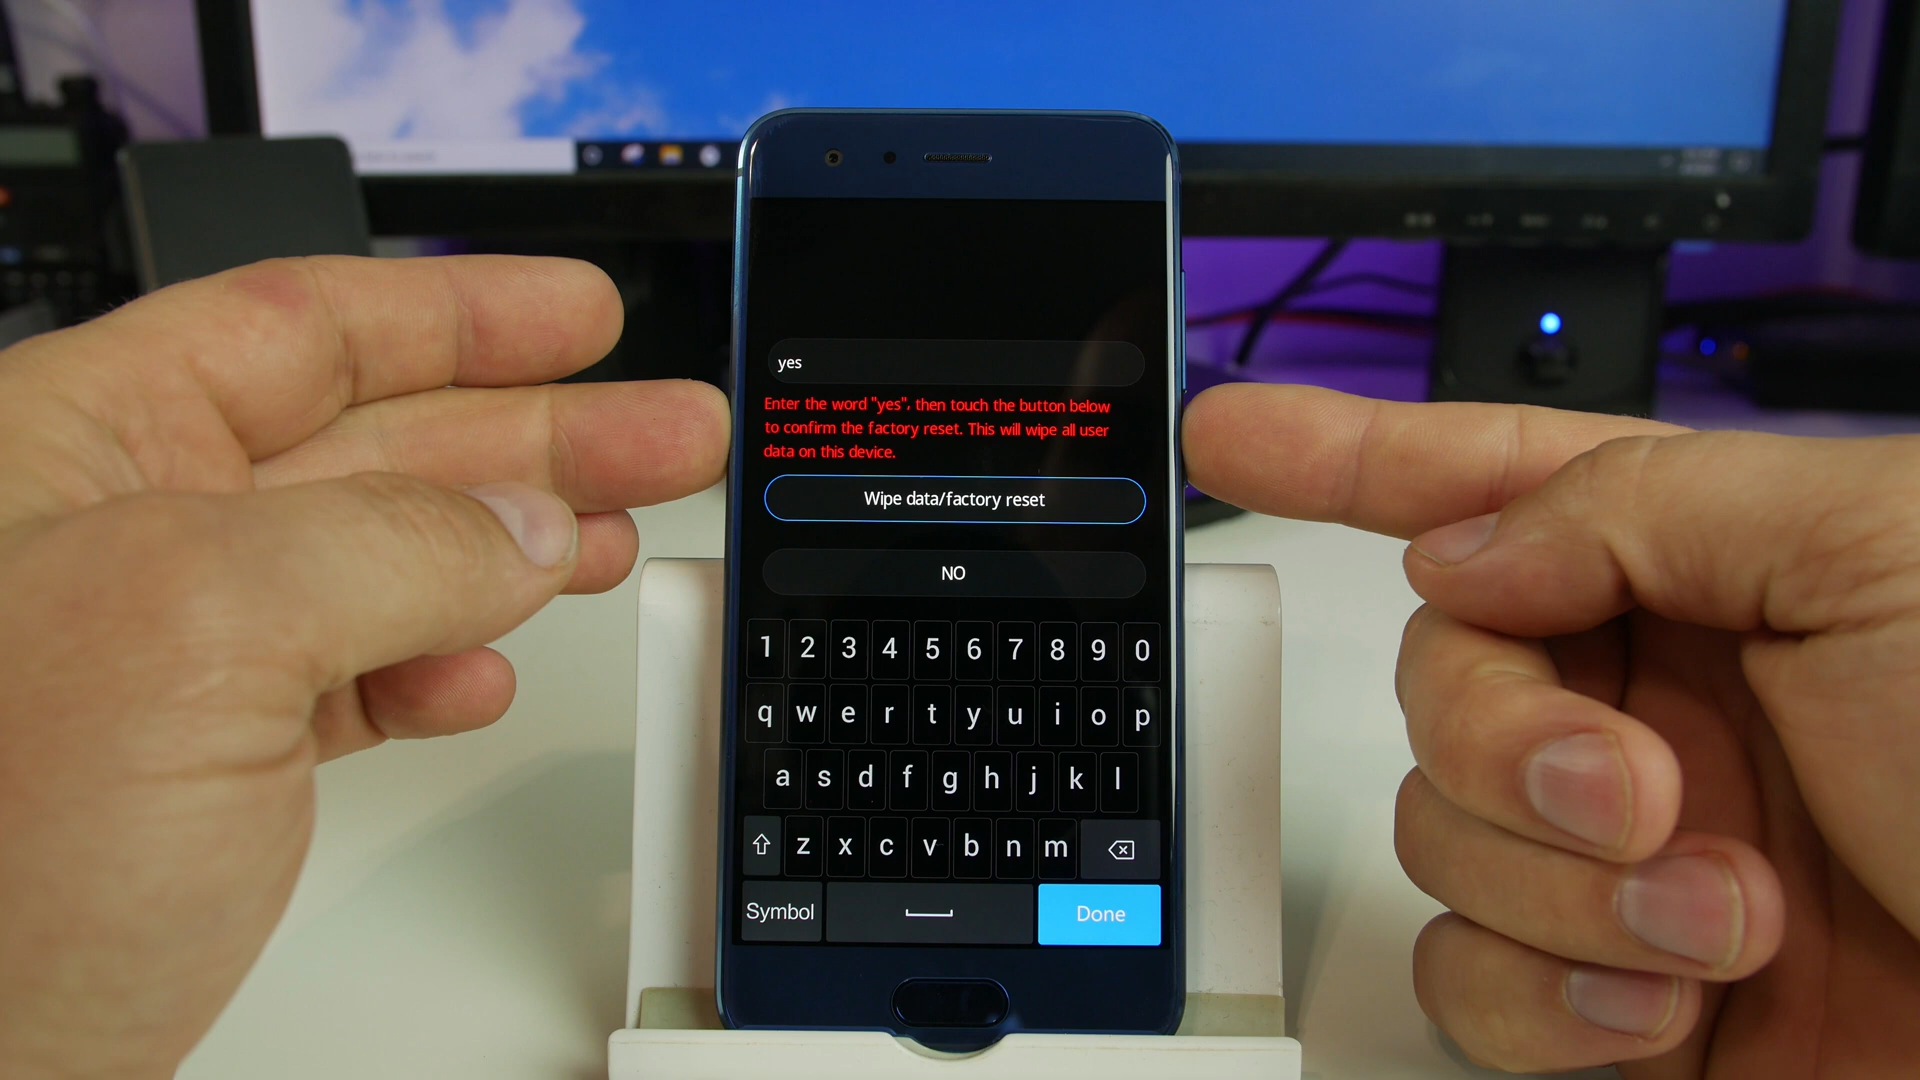 yes
Enter the word "yes", then touch the button below
to confirm the factory reset. This will wipe all user
data on this device.
Wipe data/factory reset
NO
1 2 3 4 5 6 7 8 9 0
q w e r t y u i o p
a s d f g h j k l
z x c v b n m
Symbol Done